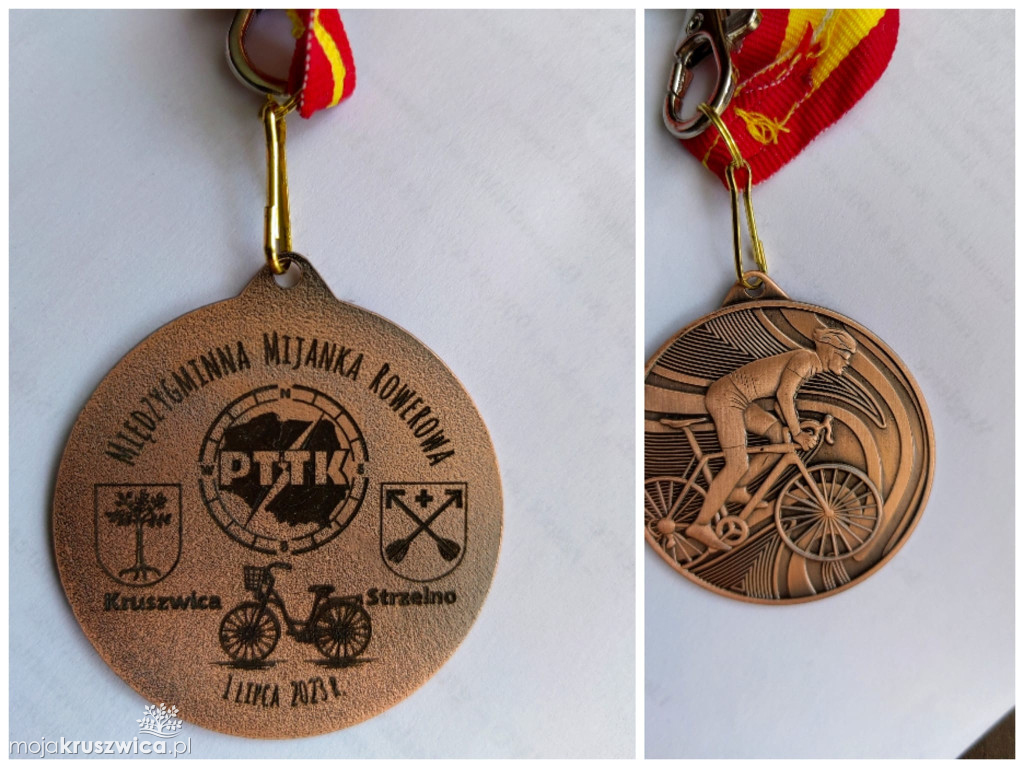 Międzygminna Mijanka Rowerowa
N
PTTK
W E
S
Kruszwica
Strzelno
1 lipca 2023 r.
mojakruszwica.pl